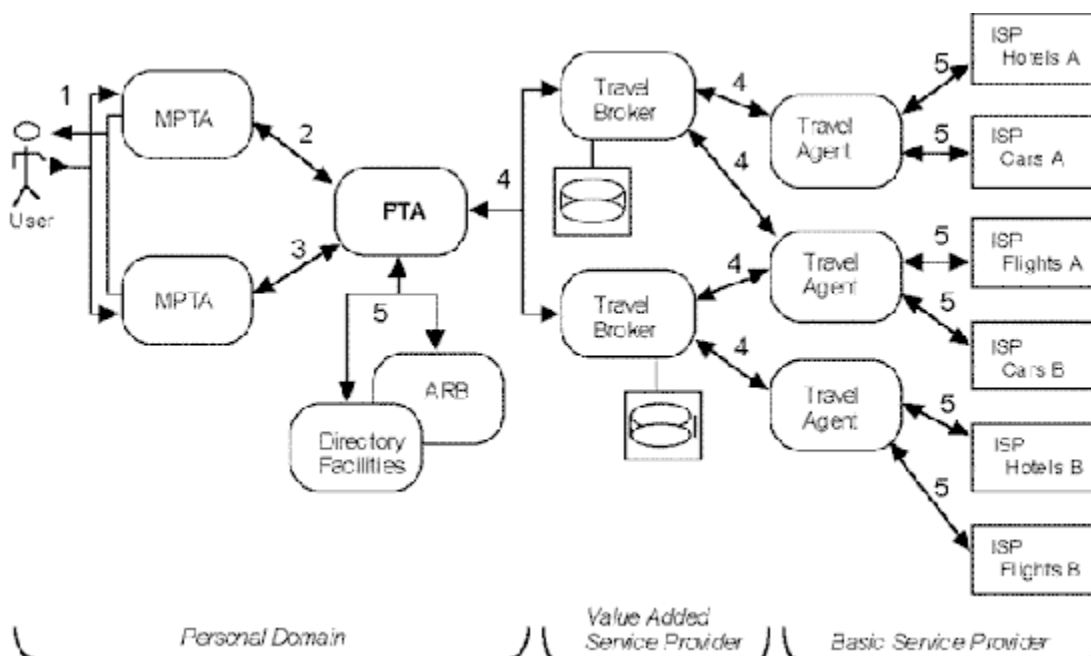 1
User
MPTA
2
MPTA
3
PTA
5
ARB
Directory
Facilities
4
Travel
Broker
4
4
Travel
Broker
4
4
Travel
Agent
Travel
Agent
Travel
Agent
5
ISP
Hotels A
5
ISP
Cars A
5
ISP
Flights A
5
ISP
Cars B
5
ISP
Hotels B
5
ISP
Flights B
Personal Domain
Value Added
Service Provider
Basic Service Provider